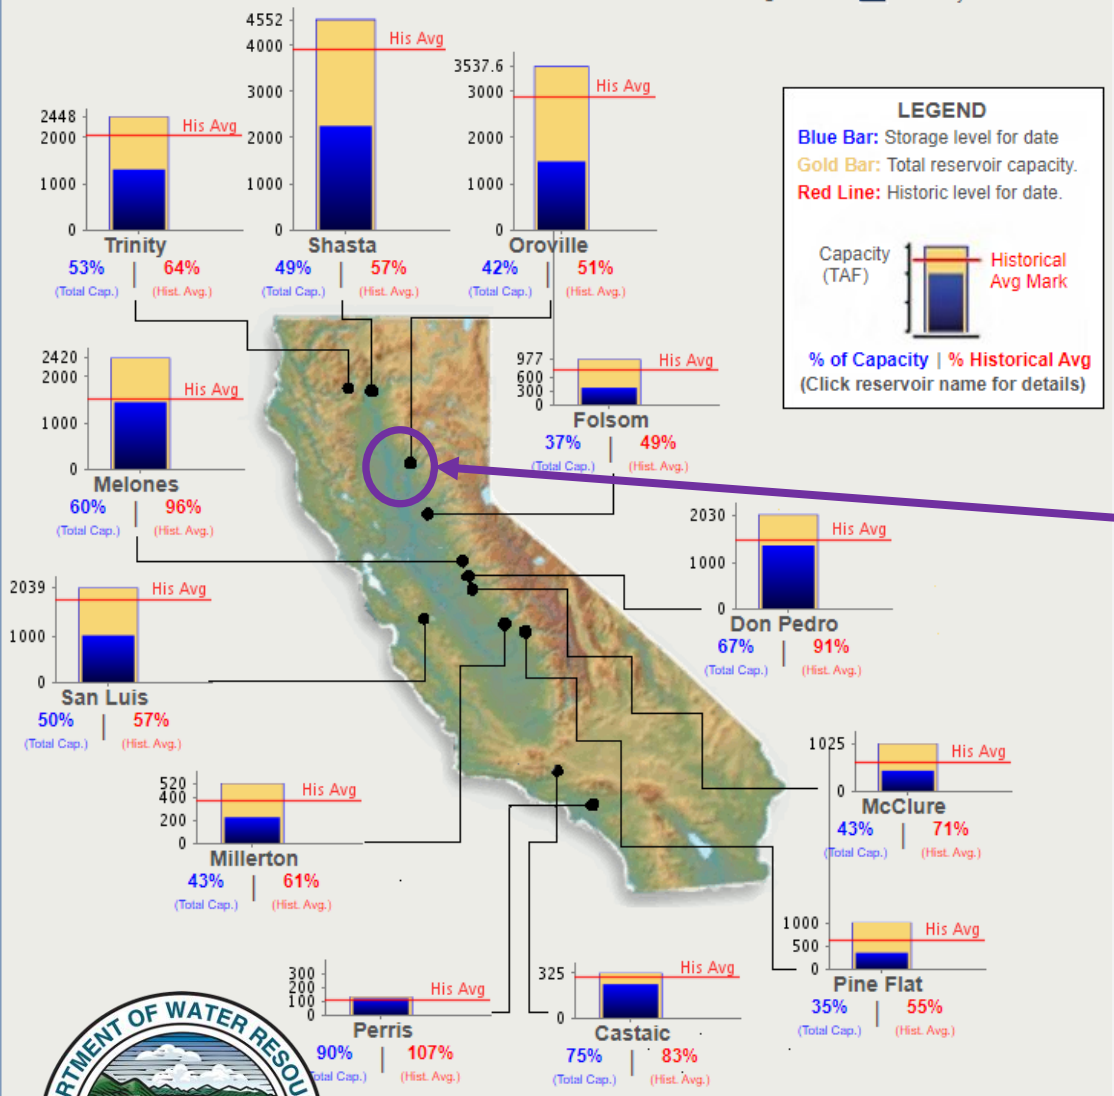 4552
4000
3000
2000
1000
0
His Avg
Shasta
49% | 57%
(Total Cap.) (Hist. Avg.)
3537.6
3000
2000
1000
0
His Avg
Oroville
42% | 51%
(Total Cap.) (Hist. Avg.)
2448
2000
1000
0
His Avg
Trinity
53% | 64%
(Total Cap.) (Hist. Avg.)
LEGEND
Blue Bar: Storage level for date
Gold Bar: Total reservoir capacity.
Red Line: Historic level for date.
Capacity
(TAF)
Historical
Avg Mark
% of Capacity | % Historical Avg
(Click reservoir name for details)
2420
2000
1000
0
His Avg
Melones
60% | 96%
(Total Cap.) (Hist. Avg.)
977
600
300
0
His Avg
Folsom
37% | 49%
(Total Cap.) (Hist. Avg.)
2030
1000
0
His Avg
Don Pedro
67% | 91%
(Total Cap.) (Hist. Avg.)
2039
1000
0
His Avg
San Luis
50% | 57%
(Total Cap.) (Hist. Avg.)
1025
0
His Avg
McClure
43% | 71%
(Total Cap.) (Hist. Avg.)
520
400
200
0
His Avg
Millerton
43% | 61%
(Total Cap.) (Hist. Avg.)
1000
500
0
His Avg
Pine Flat
35% | 55%
(Total Cap.) (Hist. Avg.)
300
200
100
0
His Avg
Perris
90% | 107%
otal Cap.) (Hist. Avg.)
325
0
His Avg
Castaic
75% | 83%
(Total Cap.) (Hist. Avg.)
RTMENT OF WATER RESOU